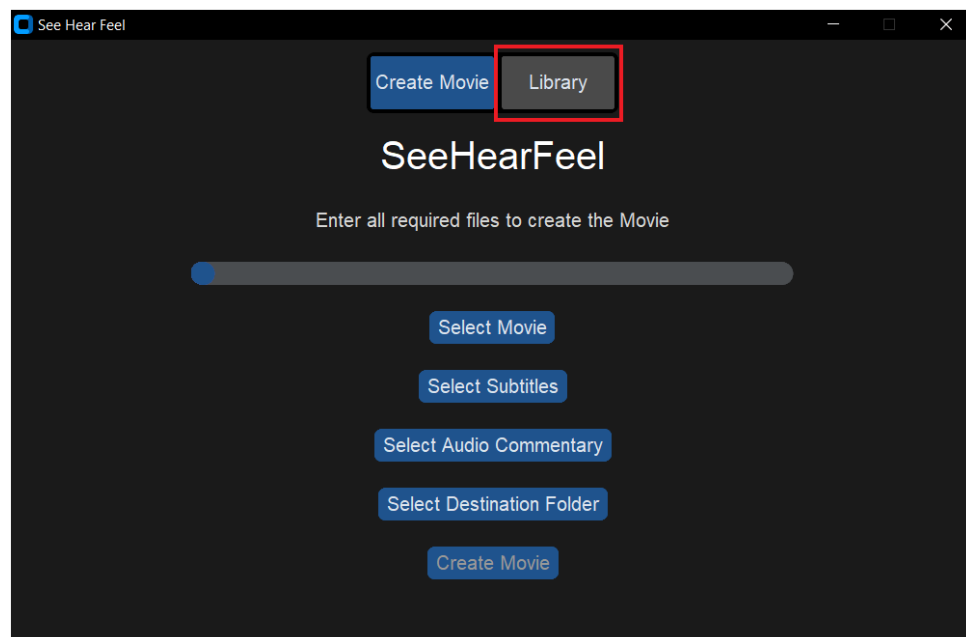 See Hear Feel
Create Movie Library
SeeHearFeel
Enter all required files to create the Movie
Select Movie
Select Subtitles
Select Audio Commentary
Select Destination Folder
Create Movie